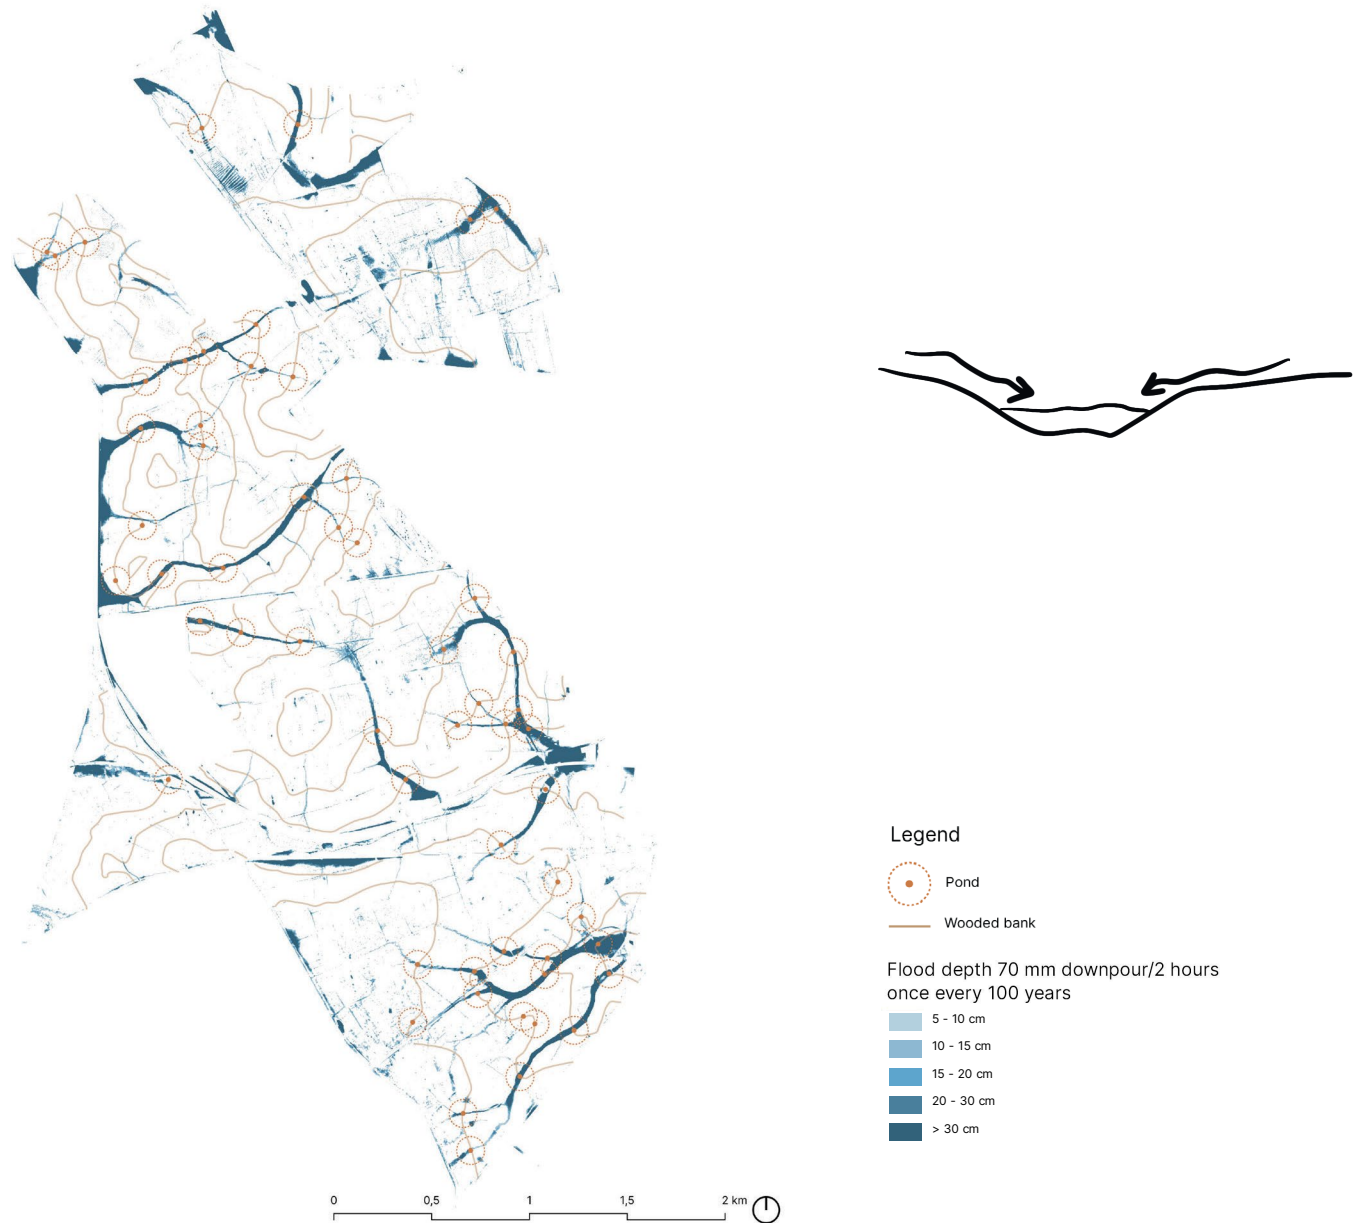 Legend
Pond
Wooded bank
Flood depth 70 mm downpour/2 hours
once every 100 years
5 - 10 cm
10 - 15 cm
15 - 20 cm
20 - 30 cm
> 30 cm
0 0,5 1 1,5 2 km